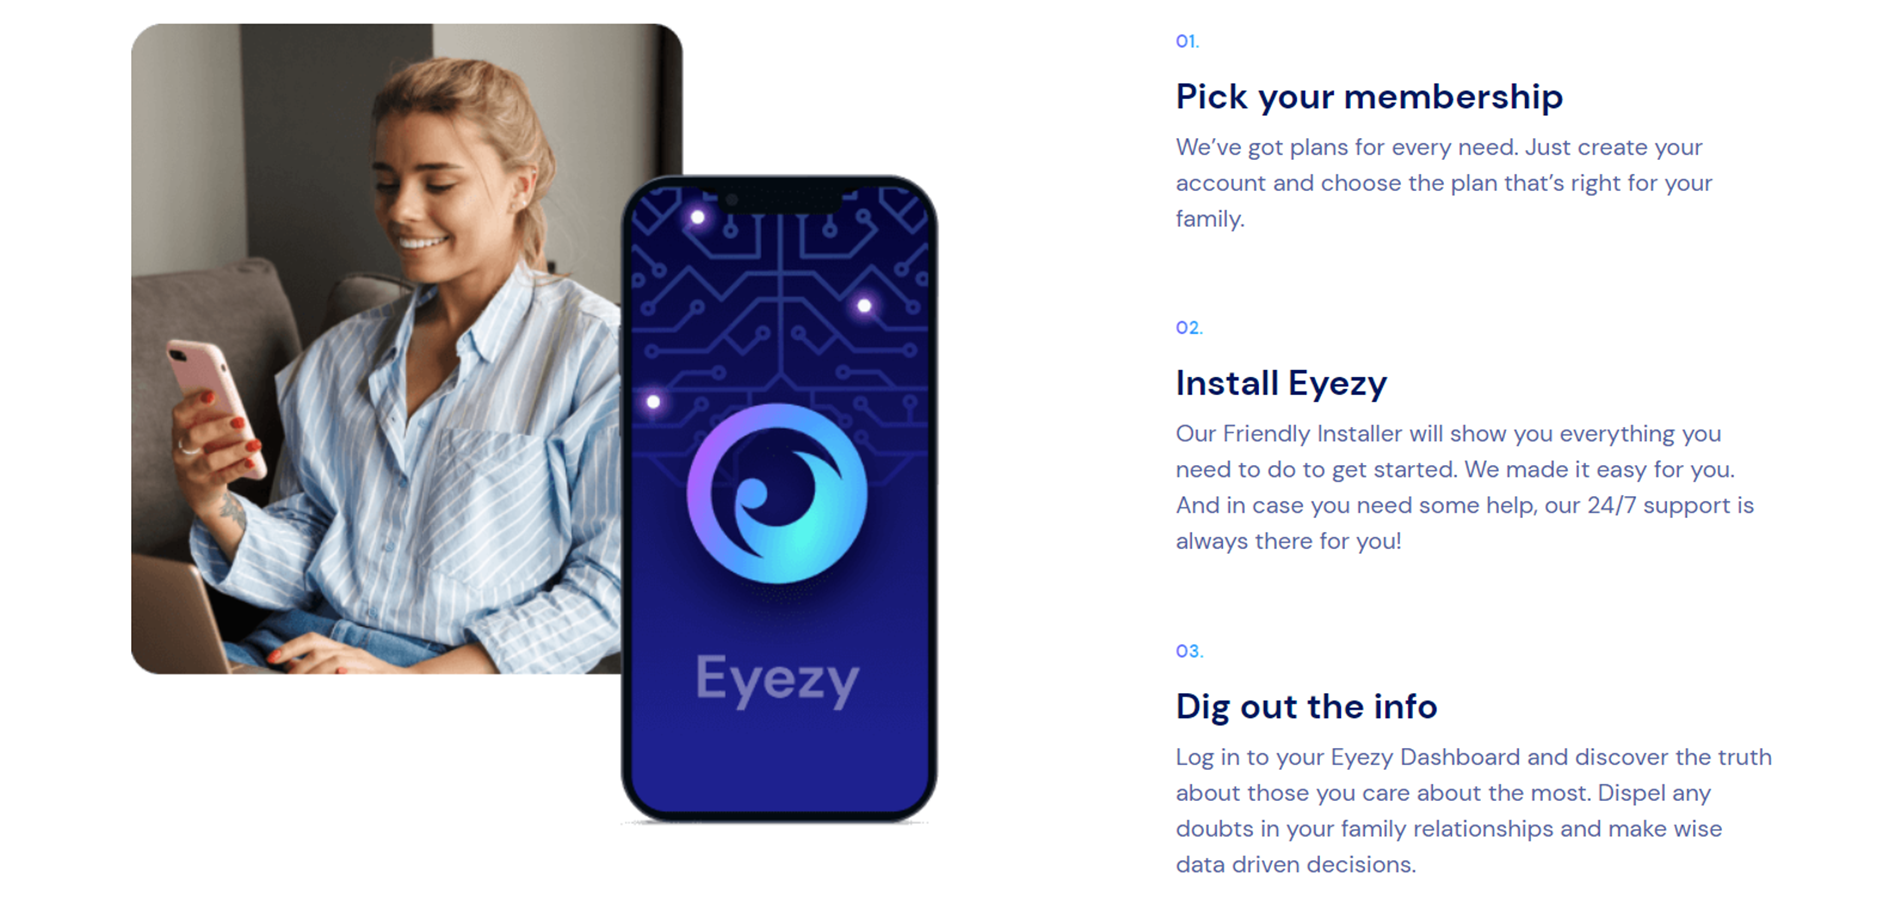 01.
Pick your membership
We’ve got plans for every need. Just create your
account and choose the plan that’s right for your
family.
02.
Install Eyezy
Our Friendly Installer will show you everything you
need to do to get started. We made it easy for you.
And in case you need some help, our 24/7 support is
always there for you!
03.
Dig out the info
Log in to your Eyezy Dashboard and discover the truth
about those you care about the most. Dispel any
doubts in your family relationships and make wise
data driven decisions.
Eyezy